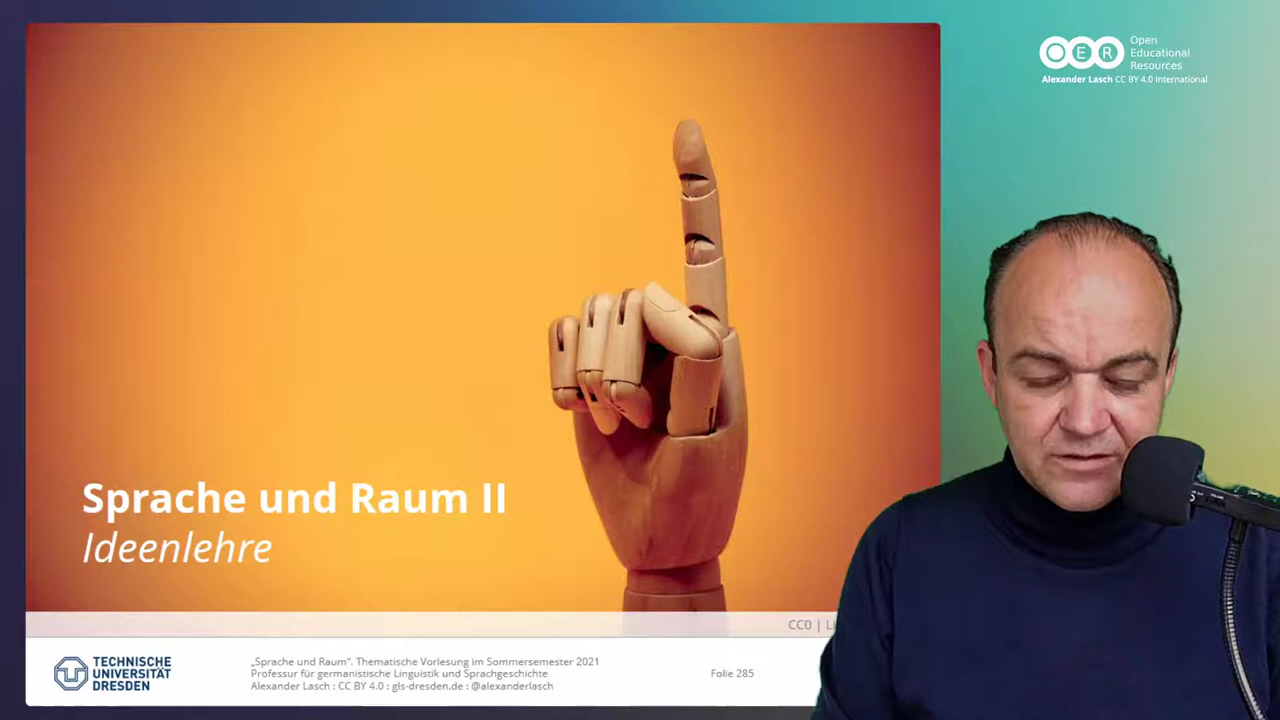 Open
Educational
Resources
OER
Alexander Lasch CC BY 4.0 International
Sprache und Raum II
Ideenlehre
CC0 |
TECHNISCHE
UNIVERSITÄT
DRESDEN
„Sprache und Raum“. Thematische Vorlesung im Sommersemester 2021
Professur für germanistische Linguistik und Sprachgeschichte
Alexander Lasch : CC BY 4.0 : gls-dresden.de : @alexanderlasch
Folie 285